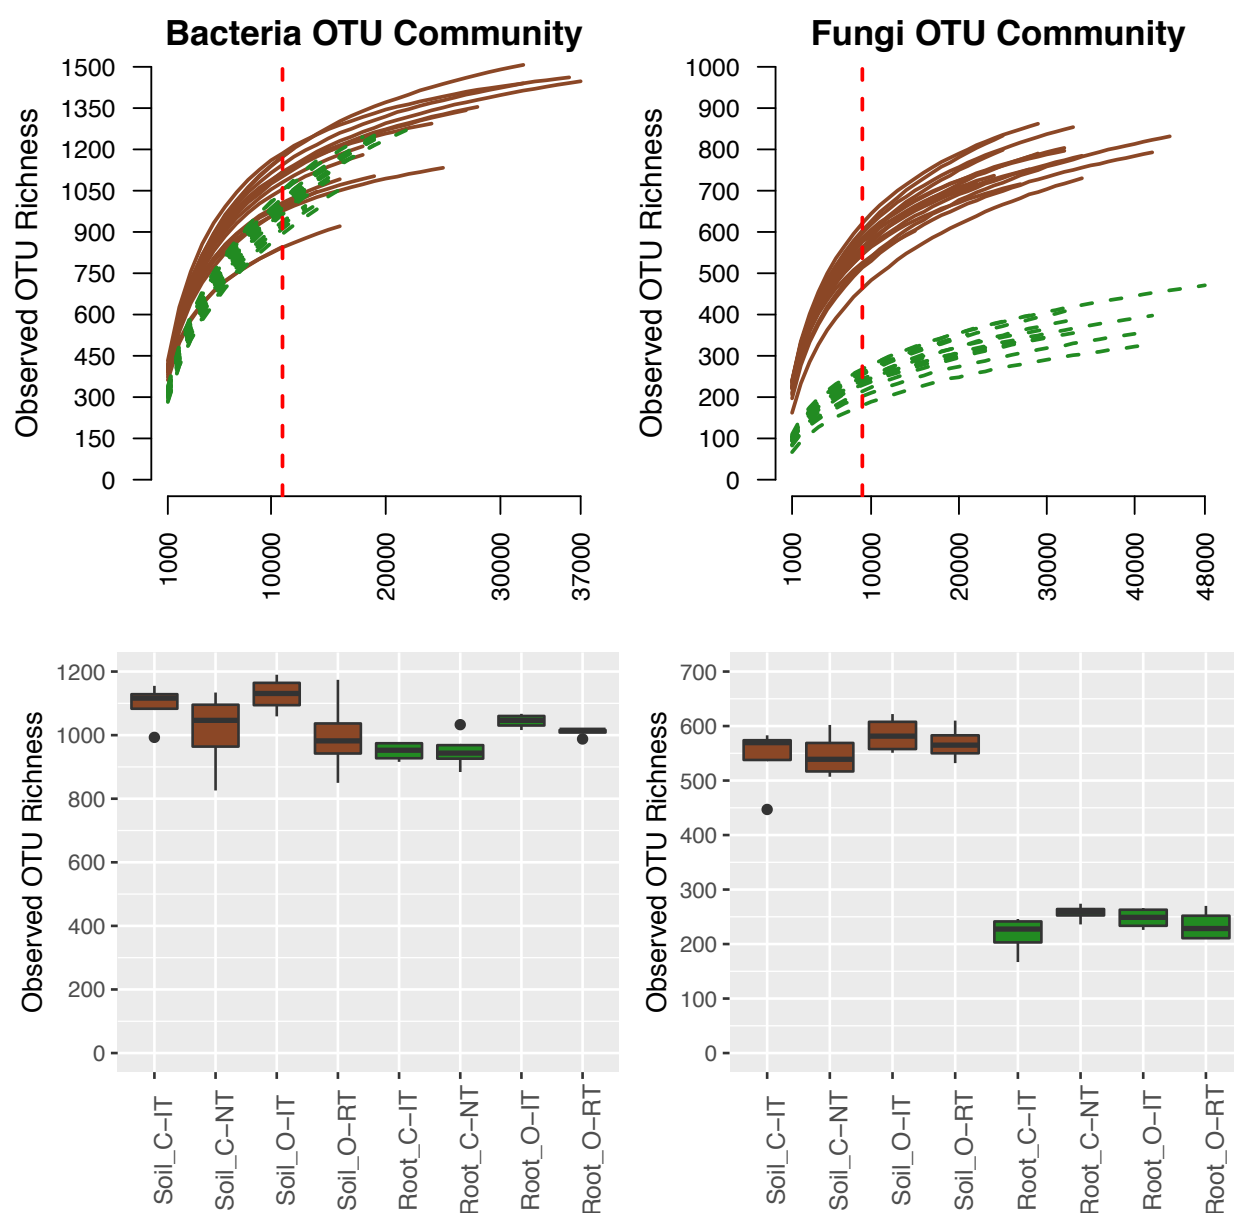 Bacteria OTU Community
Observed OTU Richness
1500
1350
1200
1050
900
750
600
450
300
150
0
1000
10000
20000
30000
37000
Fungi OTU Community
Observed OTU Richness
1000
900
800
700
600
500
400
300
200
100
0
1000
10000
20000
30000
40000
48000
Observed OTU Richness
1200
1000
800
600
400
200
0
Soil_C−IT
Soil_C−NT
Soil_O−IT
Soil_O−RT
Root_C−IT
Root_C−NT
Root_O−IT
Root_O−RT
Observed OTU Richness
700
600
500
400
300
200
100
0
Soil_C−IT
Soil_C−NT
Soil_O−IT
Soil_O−RT
Root_C−IT
Root_C−NT
Root_O−IT
Root_O−RT